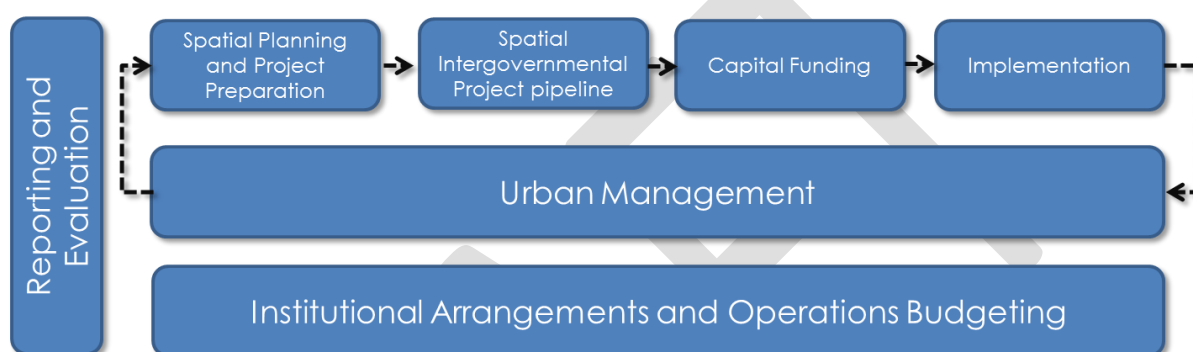 Reporting and
Evaluation
Spatial Planning
and Project
Preparation
Spatial
Intergovernmental
Project pipeline
Capital Funding
Implementation
Urban Management
Institutional Arrangements and Operations Budgeting